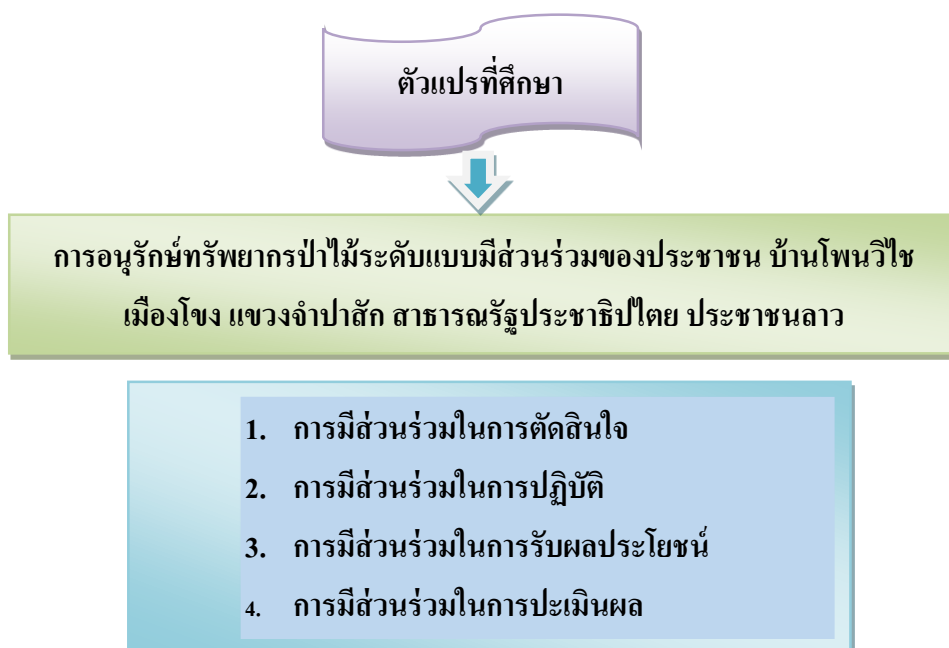 ตัวแปรที่ศึกษา
การอนุรักษ์ทรัพยากรป่าไม้ระดับแบบมีส่วนร่วมของประชาชน บ้านโพนวิไช
เมืองโขง แขวงจำปาสัก สาธารณรัฐประชาธิปไตย ประชาชนลาว
1. การมีส่วนร่วมในการตัดสินใจ
2. การมีส่วนร่วมในการปฏิบัติ
3. การมีส่วนร่วมในการรับผลประโยชน์
4. การมีส่วนร่วมในการปะเมินผล